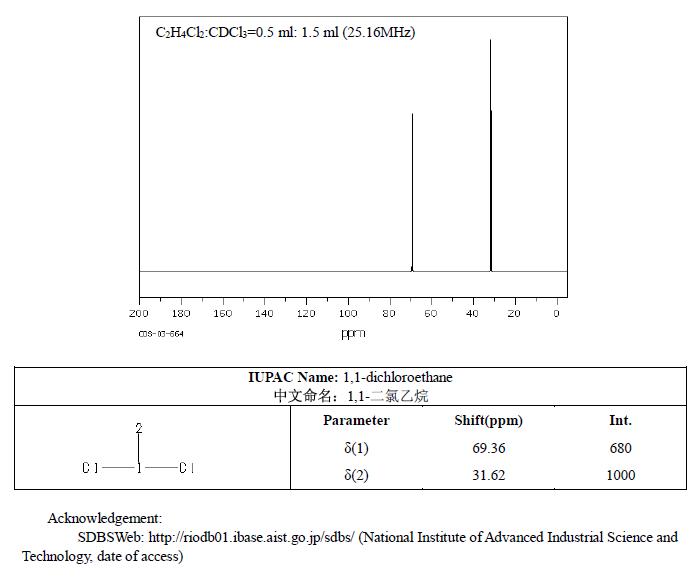 C₂H₄Cl₂:CDCl₃=0.5 ml: 1.5 ml (25.16MHz)
200 180 160 140 120 100 80 60 40 20 0
CDS-03-664
ppm
IUPAC Name: 1,1-dichloroethane
中文命名：1,1-二氯乙烷
Parameter Shift(ppm) Int.
2
Cl 1 Cl
δ(1) 69.36 680
δ(2) 31.62 1000
Acknowledgement:
SDBSWeb: http://riodb01.ibase.aist.go.jp/sdbs/ (National Institute of Advanced Industrial Science and
Technology, date of access)